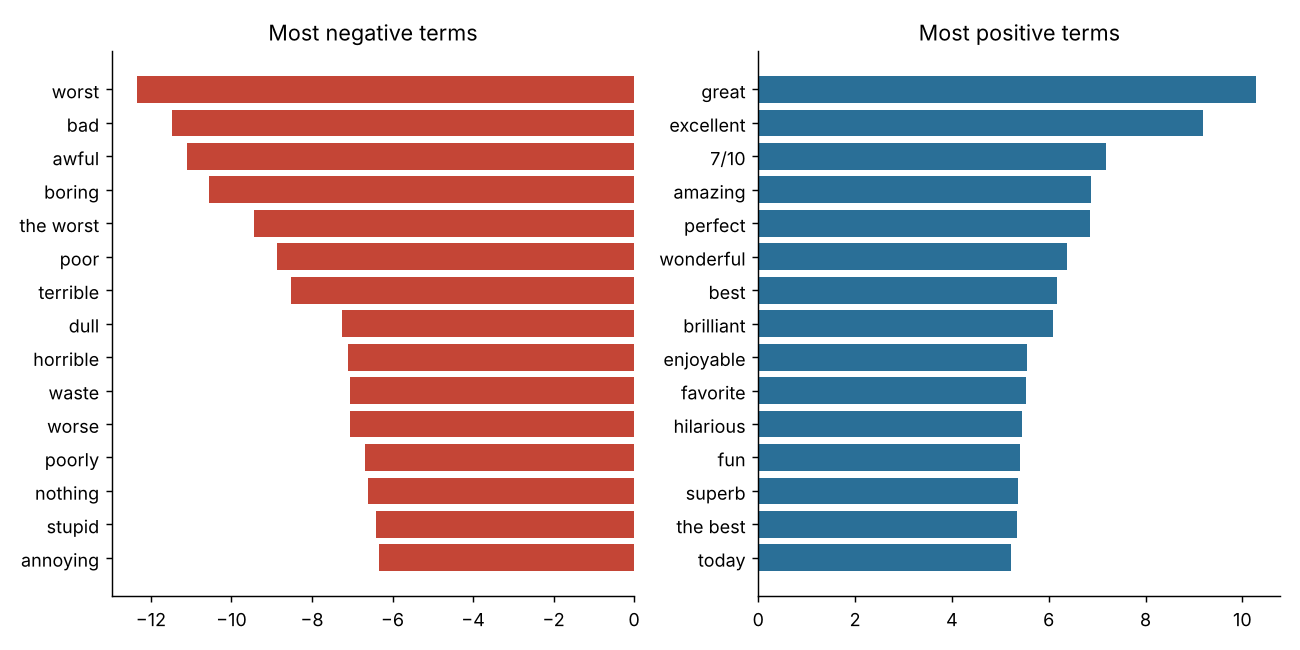 Most negative terms
worst
bad
awful
boring
the worst
poor
terrible
dull
horrible
waste
worse
poorly
nothing
stupid
annoying
−12 −10 −8 −6 −4 −2 0
Most positive terms
great
excellent
7/10
amazing
perfect
wonderful
best
brilliant
enjoyable
favorite
hilarious
fun
superb
the best
today
0 2 4 6 8 10